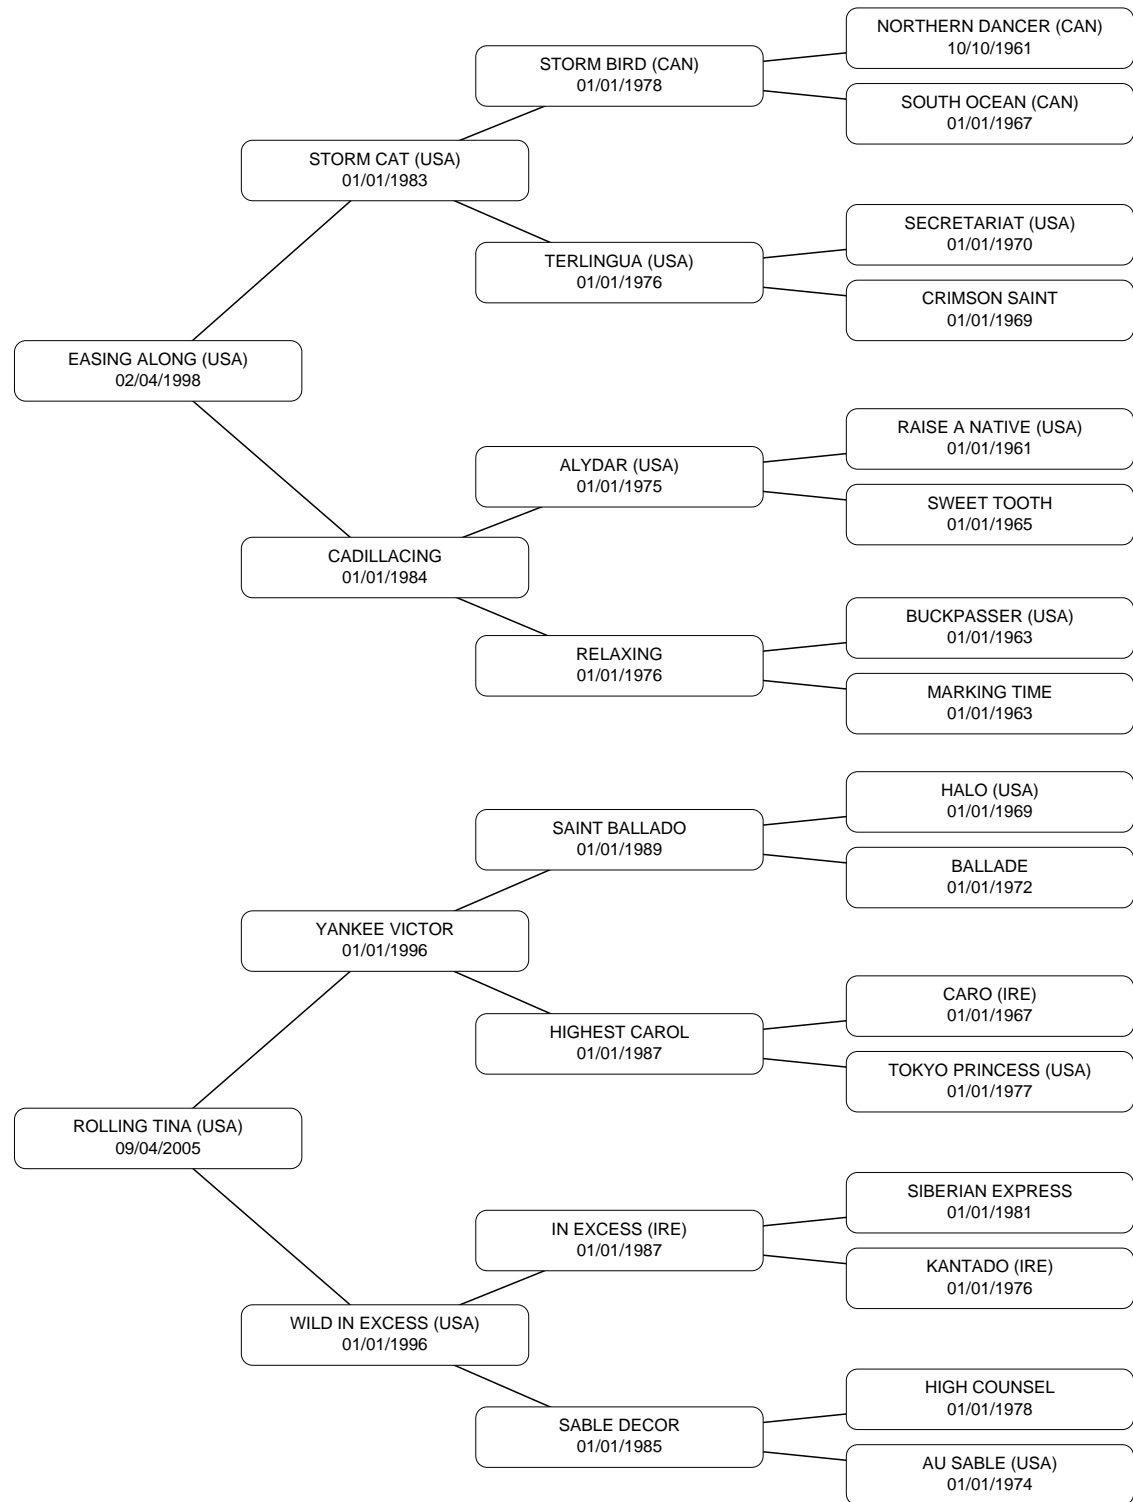 NORTHERN DANCER (CAN)
10/10/1961
STORM BIRD (CAN)
01/01/1978
SOUTH OCEAN (CAN)
01/01/1967
STORM CAT (USA)
01/01/1983
SECRETARIAT (USA)
01/01/1970
TERLINGUA (USA)
01/01/1976
CRIMSON SAINT
01/01/1969
EASING ALONG (USA)
02/04/1998
RAISE A NATIVE (USA)
01/01/1961
ALYDAR (USA)
01/01/1975
SWEET TOOTH
01/01/1965
CADILLACING
01/01/1984
BUCKPASSER (USA)
01/01/1963
RELAXING
01/01/1976
MARKING TIME
01/01/1963
HALO (USA)
01/01/1969
SAINT BALLADO
01/01/1989
BALLADE
01/01/1972
YANKEE VICTOR
01/01/1996
CARO (IRE)
01/01/1967
HIGHEST CAROL
01/01/1987
TOKYO PRINCESS (USA)
01/01/1977
ROLLING TINA (USA)
09/04/2005
SIBERIAN EXPRESS
01/01/1981
IN EXCESS (IRE)
01/01/1987
KANTADO (IRE)
01/01/1976
WILD IN EXCESS (USA)
01/01/1996
HIGH COUNSEL
01/01/1978
SABLE DECOR
01/01/1985
AU SABLE (USA)
01/01/1974